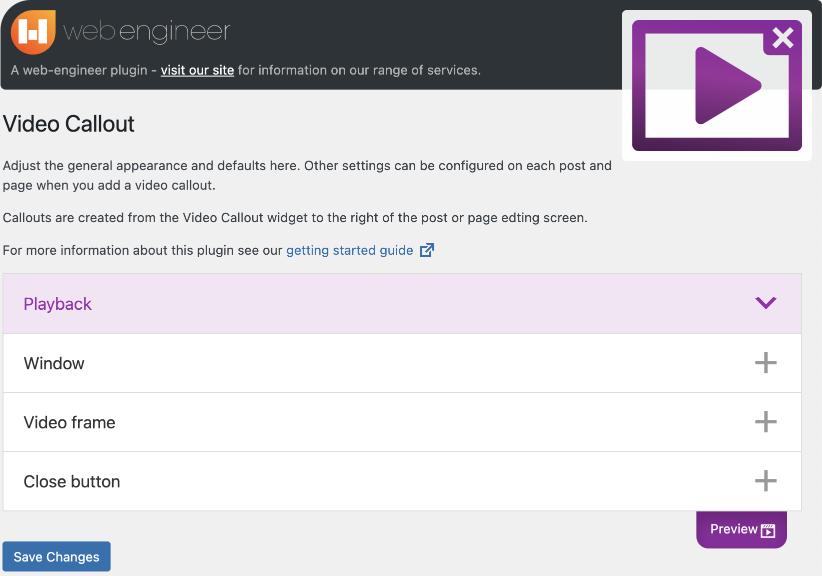 webengineer
A web-engineer plugin - visit our site for information on our range of services.
Video Callout
Adjust the general appearance and defaults here. Other settings can be configured on each post and
page when you add a video callout.
Callouts are created from the Video Callout widget to the right of the post or page edting screen.
For more information about this plugin see our getting started guide
Playback
Window
Video frame
Close button
Preview
Save Changes